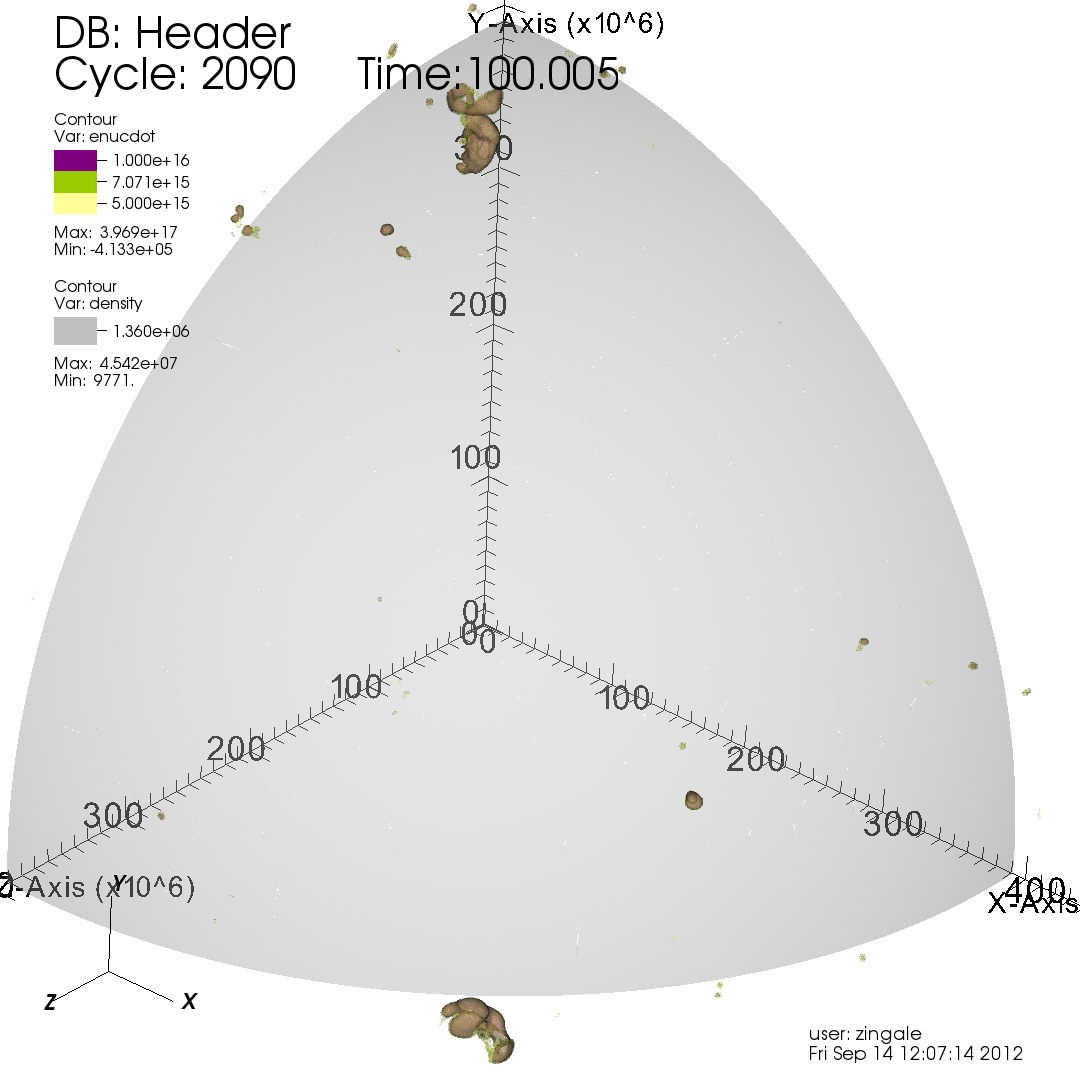 DB: Header
Cycle: 2090 Time:100.005
Y-Axis (x10^6)
Contour
Var: enucdot
1.000e+16
7.071e+15
5.000e+15
Max: 3.969e+17
Min: -4.133e+05
Contour
Var: density
1.360e+06
Max: 4.542e+07
Min: 9771.
300
200
100
0
0
0
100
200
300
100
200
300
400
Z-Axis (x10^6)
X-Axis
Y
Z
X
user: zingale
Fri Sep 14 12:07:14 2012